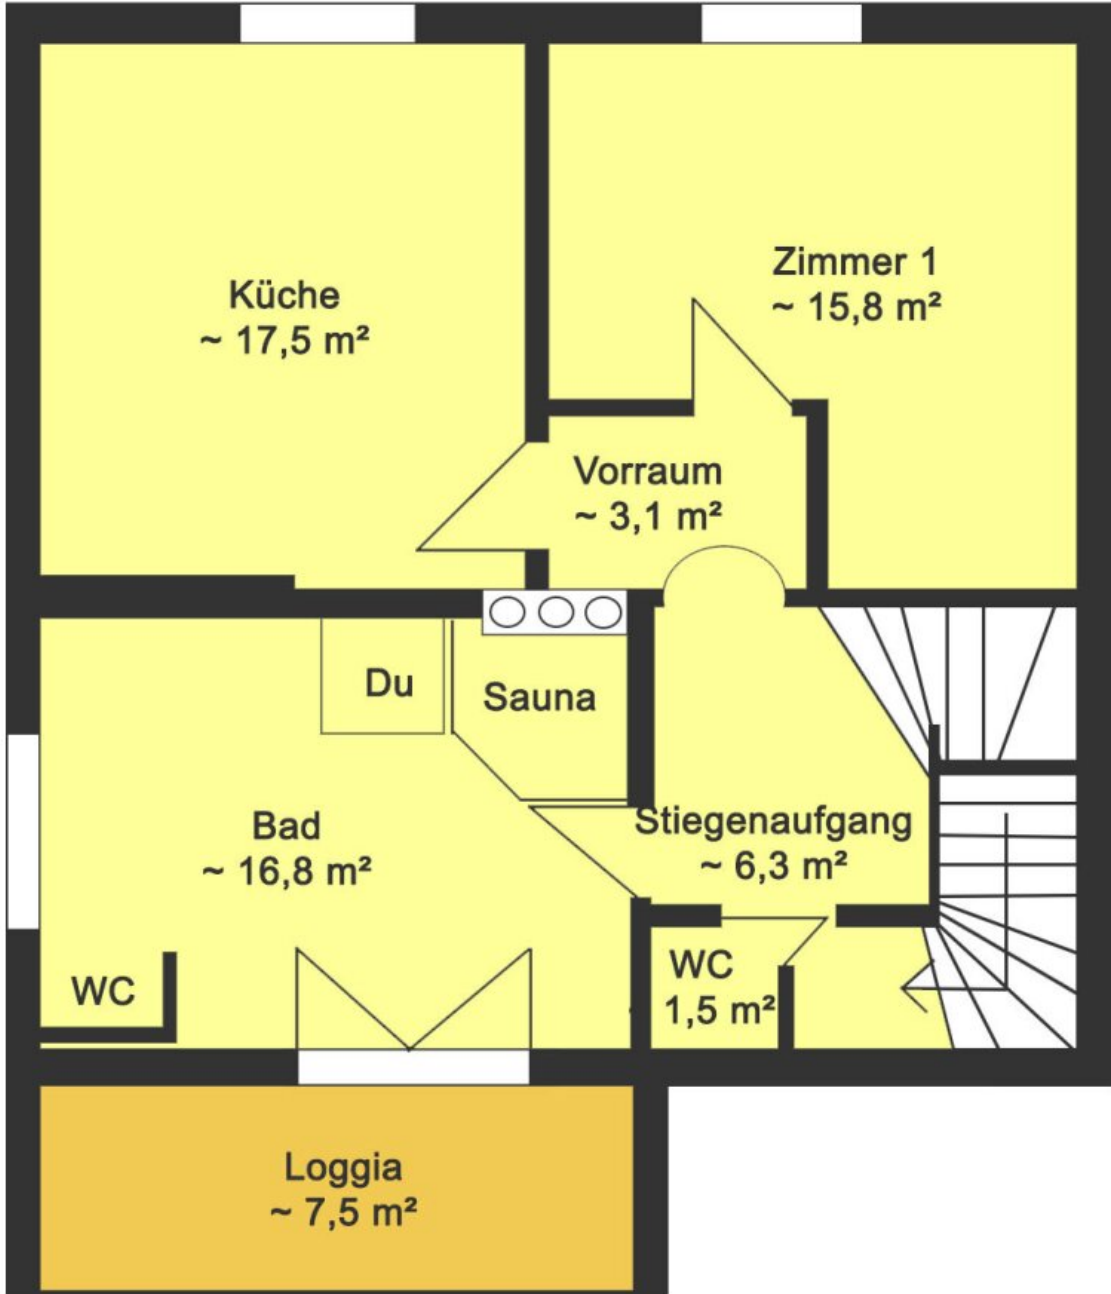 Küche
~ 17,5 m²
Zimmer 1
~ 15,8 m²
Vorraum
~ 3,1 m²
Du
Sauna
Bad
~ 16,8 m²
Stiegenaufgang
~ 6,3 m²
WC
WC
1,5 m²
Loggia
~ 7,5 m²